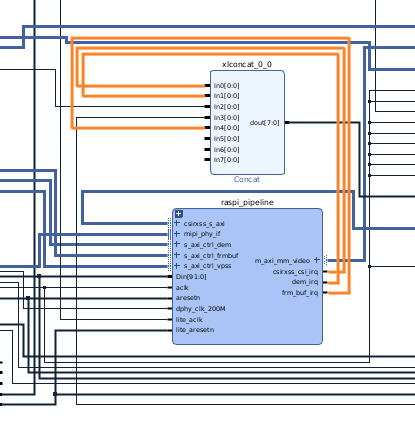 xlconcat_0_0
In0[0:0]
In1[0:0]
In2[0:0]
In3[0:0]
In4[0:0]
In5[0:0]
In6[0:0]
In7[0:0]
dout[7:0]
Concat
raspi_pipeline
csirxss_s_axi
mipi_phy_if
s_axi_ctrl_dem
s_axi_ctrl_frmbuf
s_axi_ctrl_vpss
Din[91:0]
aclk
aresetn
dphy_clk_200M
lite_aclk
lite_aresetn
m_axi_mm_video
csirxss_csi_irq
dem_irq
frm_buf_irq